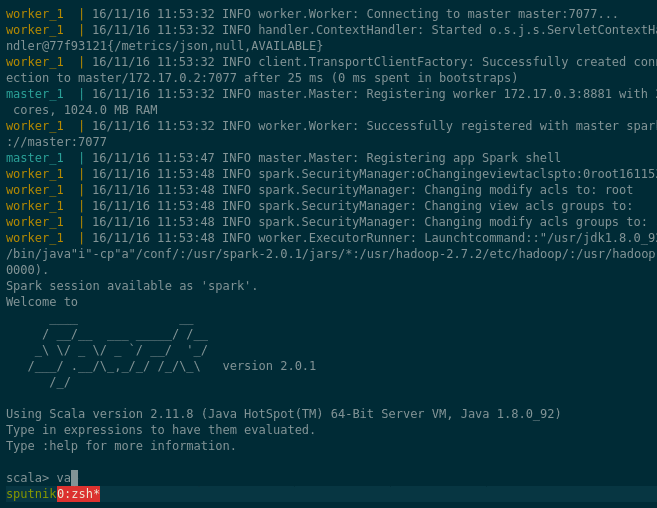 worker_1  | 16/11/16 11:53:32 INFO worker.Worker: Connecting to master master:7077...
worker_1  | 16/11/16 11:53:32 INFO handler.ContextHandler: Started o.s.j.s.ServletContextHa
ndler@77f93121{/metrics/json,null,AVAILABLE}
worker_1  | 16/11/16 11:53:32 INFO client.TransportClientFactory: Successfully created conn
ection to master/172.17.0.2:7077 after 25 ms (0 ms spent in bootstraps)
master_1  | 16/11/16 11:53:32 INFO master.Master: Registering worker 172.17.0.3:8881 with
cores, 1024.0 MB RAM
worker_1  | 16/11/16 11:53:32 INFO worker.Worker: Successfully registered with master spark
://master:7077
master_1  | 16/11/16 11:53:47 INFO master.Master: Registering app Spark shell
worker_1  | 16/11/16 11:53:48 INFO spark.SecurityManager:oChangingeviewtaclspto:0root16115
worker_1  | 16/11/16 11:53:48 INFO spark.SecurityManager: Changing modify acls to: root
worker_1  | 16/11/16 11:53:48 INFO spark.SecurityManager: Changing view acls groups to:
worker_1  | 16/11/16 11:53:48 INFO spark.SecurityManager: Changing modify acls groups to:
worker_1  | 16/11/16 11:53:48 INFO worker.ExecutorRunner: Launchtcommand::"/usr/jdk1.8.0_92
/bin/java"i"-cp"a"/conf/:/usr/spark-2.0.1/jars/*:/usr/hadoop-2.7.2/etc/hadoop/:/usr/hadoop
0000).
Spark session available as 'spark'.
Welcome to
      ____              __
     / __/__  ___ _____/ /__
    _\ \/ _ \/ _ `/ __/  '_/
   /___/ .__/\_,_/_/ /_/\_\   version 2.0.1
      /_/
Using Scala version 2.11.8 (Java HotSpot(TM) 64-Bit Server VM, Java 1.8.0_92)
Type in expressions to have them evaluated.
Type :help for more information.
scala> va
sputnik 0:zsh*